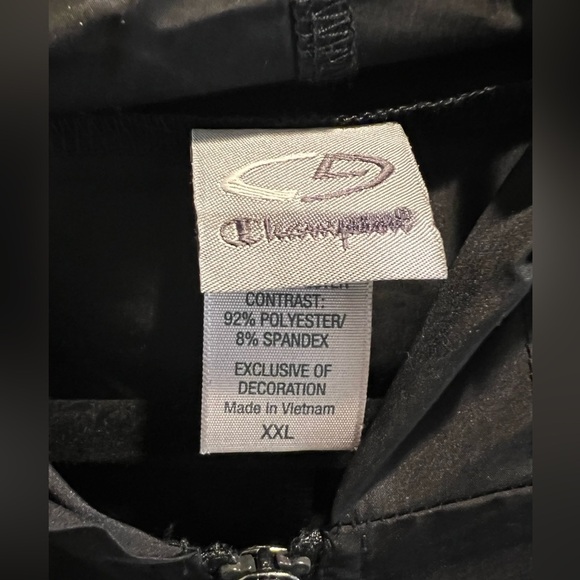 Champion®
CONTRAST:
92% POLYESTER/
8% SPANDEX
EXCLUSIVE OF
DECORATION
Made in Vietnam
XXL